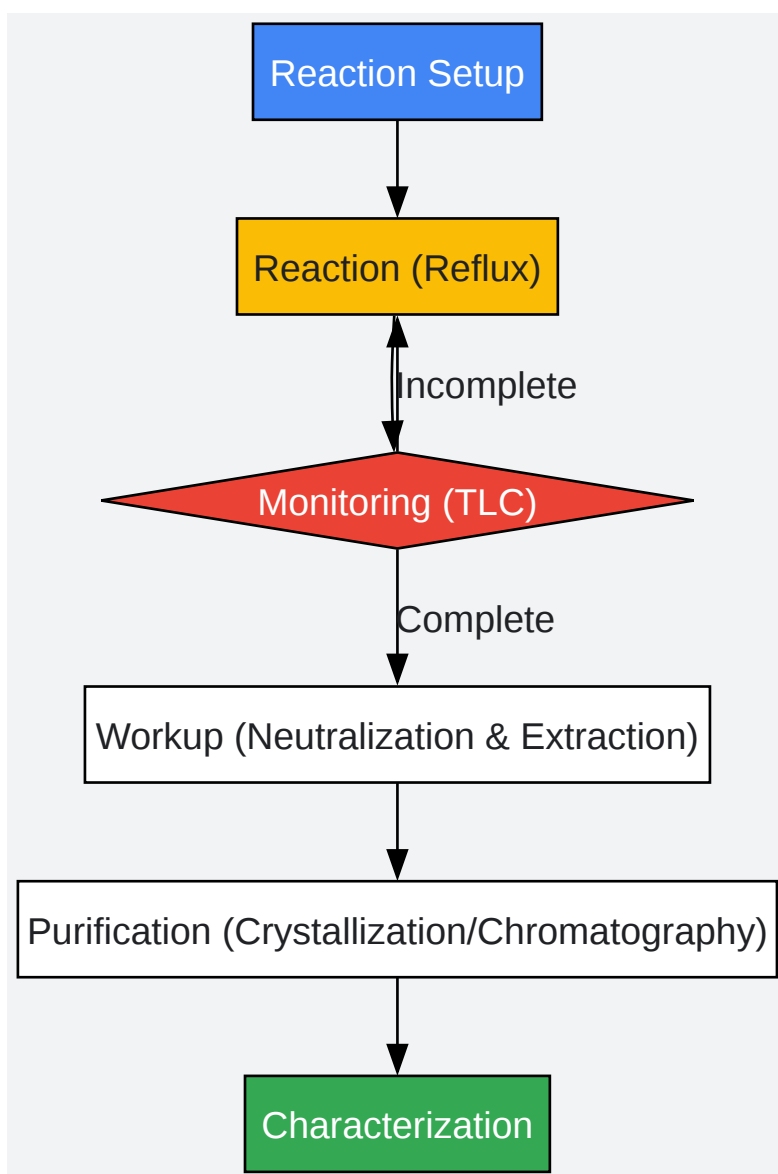 Reaction Setup
Reaction (Reflux)
Incomplete
Monitoring (TLC)
Complete
Workup (Neutralization & Extraction)
Purification (Crystallization/Chromatography)
Characterization